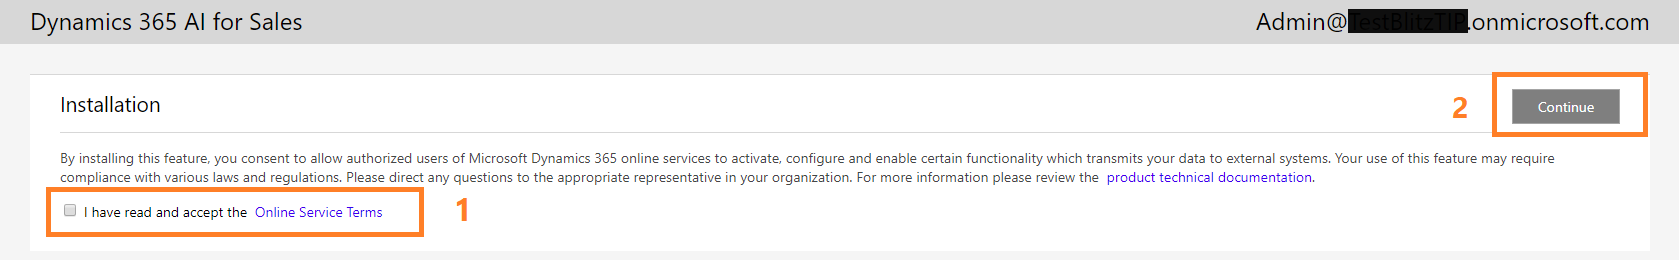 Dynamics 365 AI for Sales
Admin@TestBlitzTIP.onmicrosoft.com
Installation
2
Continue
By installing this feature, you consent to allow authorized users of Microsoft Dynamics 365 online services to activate, configure and enable certain functionality which transmits your data to external systems. Your use of this feature may require
compliance with various laws and regulations. Please direct any questions to the appropriate representative in your organization. For more information please review the product technical documentation.
I have read and accept the Online Service Terms
1